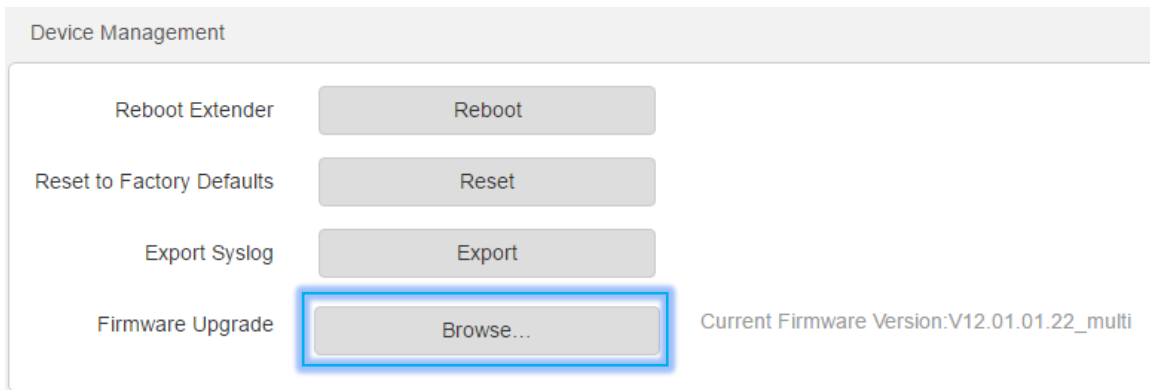 Device Management
Reboot Extender Reboot
Reset to Factory Defaults Reset
Export Syslog Export
Firmware Upgrade Browse... Current Firmware Version:V12.01.01.22_multi